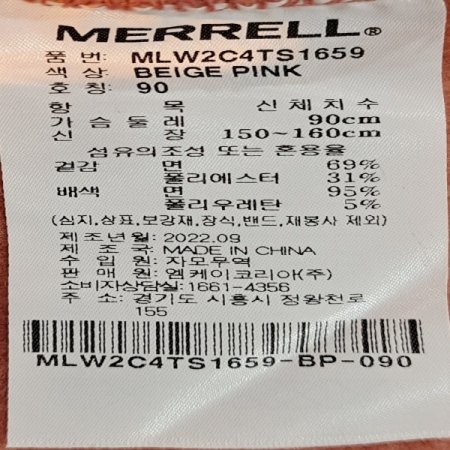 MERRELL®
품 번: MLW2C4TS1659
색 상: BEIGE PINK
호 칭: 90
항 목 신체치수
가슴둘레 90cm
신 장 150~160cm
섬유의조성 또는 혼용율
겉감 면 69%
폴리에스터 31%
배색 면 95%
폴리우레탄 5%
(심지,상표,보강재,장식,밴드,재봉사 제외)
제조년월: 2022.09
제 조 국: MADE IN CHINA
수 입 원: 자모무역
판 매 원: 엠케이코리아(주)
소비자상담실: 1661-4356
주 소: 경기도 시흥시 정왕천로
155
MLW2C4TS1659-BP-090